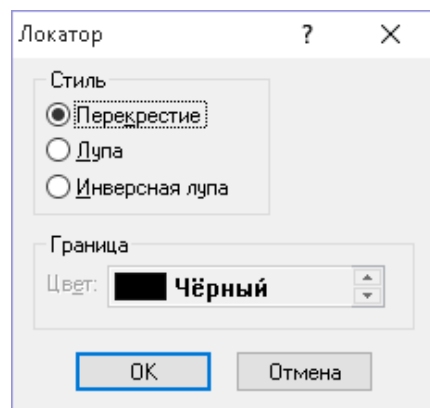 Локатор ?
Стиль
Перекрестие
Лупа
Инверсная лупа
Граница
Цвет: Чёрный
OK Отмена